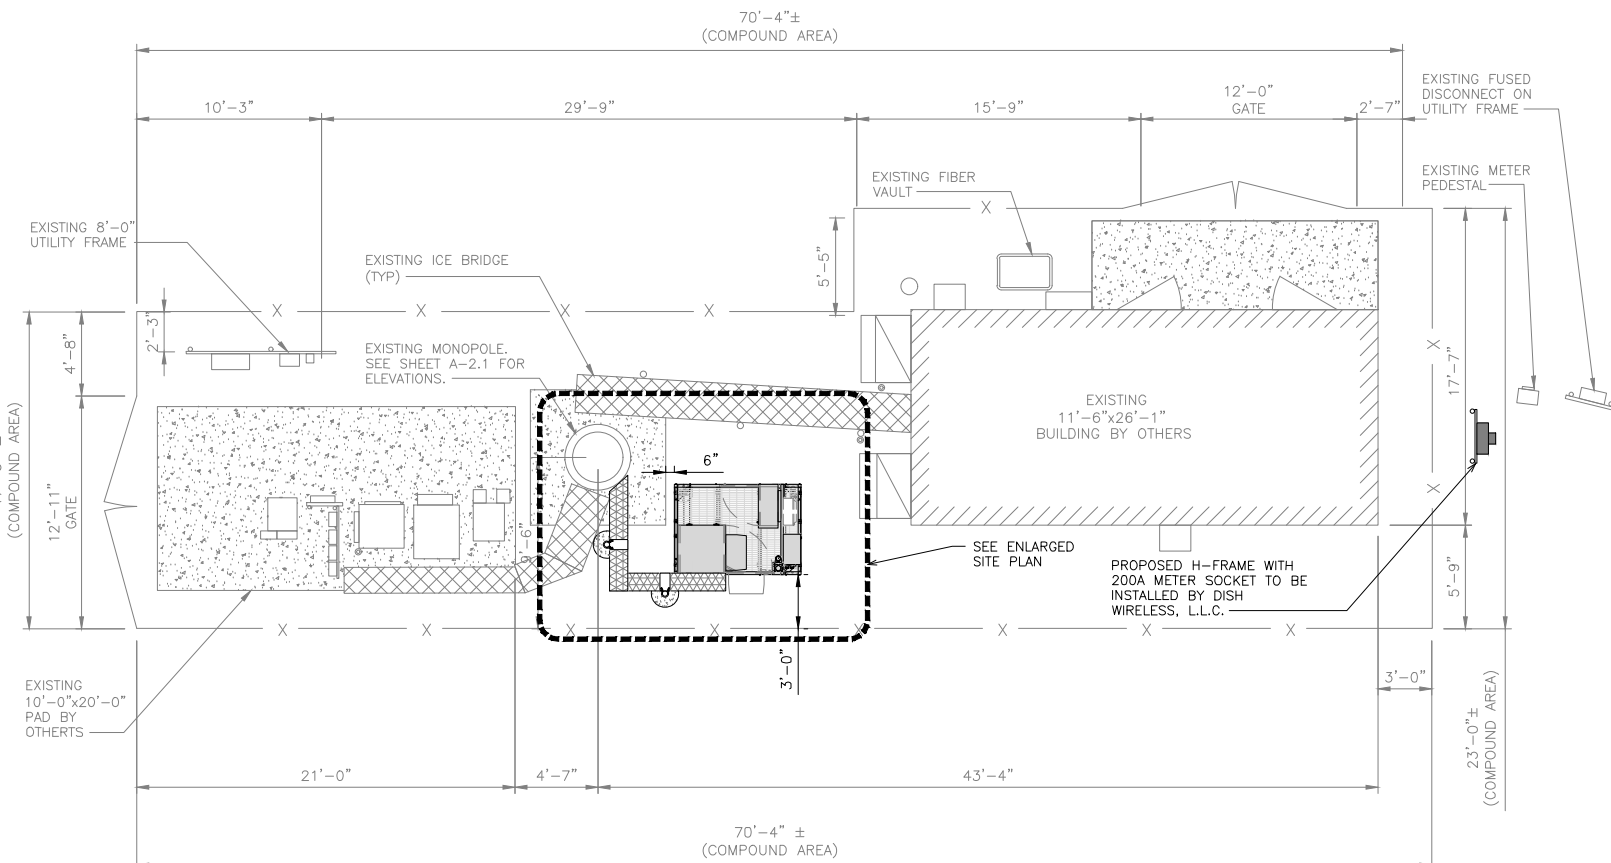 70'-4"±
(COMPOUND AREA)
10'-3"
29'-9"
15'-9"
12'-0"
GATE
2'-7"
EXISTING FUSED
DISCONNECT ON
UTILITY FRAME
EXISTING FIBER
VAULT
EXISTING METER
PEDESTAL
EXISTING 8'-0"
UTILITY FRAME
EXISTING ICE BRIDGE
(TYP)
5'-5"
2'-3"
4'-8"
EXISTING MONOPOLE.
SEE SHEET A-2.1 FOR
ELEVATIONS.
17'-7"
EXISTING
11'-6"x26'-1"
BUILDING BY OTHERS
(COMPOUND AREA)
12'-11"
GATE
6"
9'-6"
SEE ENLARGED
SITE PLAN
PROPOSED H-FRAME WITH
200A METER SOCKET TO BE
INSTALLED BY DISH
WIRELESS, L.L.C.
5'-9"
X X X X X X X X X X X X X X X
3'-0"
3'-0"
EXISTING
10'-0"x20'-0"
PAD BY
OTHERTS
23'-0"±
(COMPOUND AREA)
21'-0"
4'-7"
43'-4"
70'-4" ±
(COMPOUND AREA)